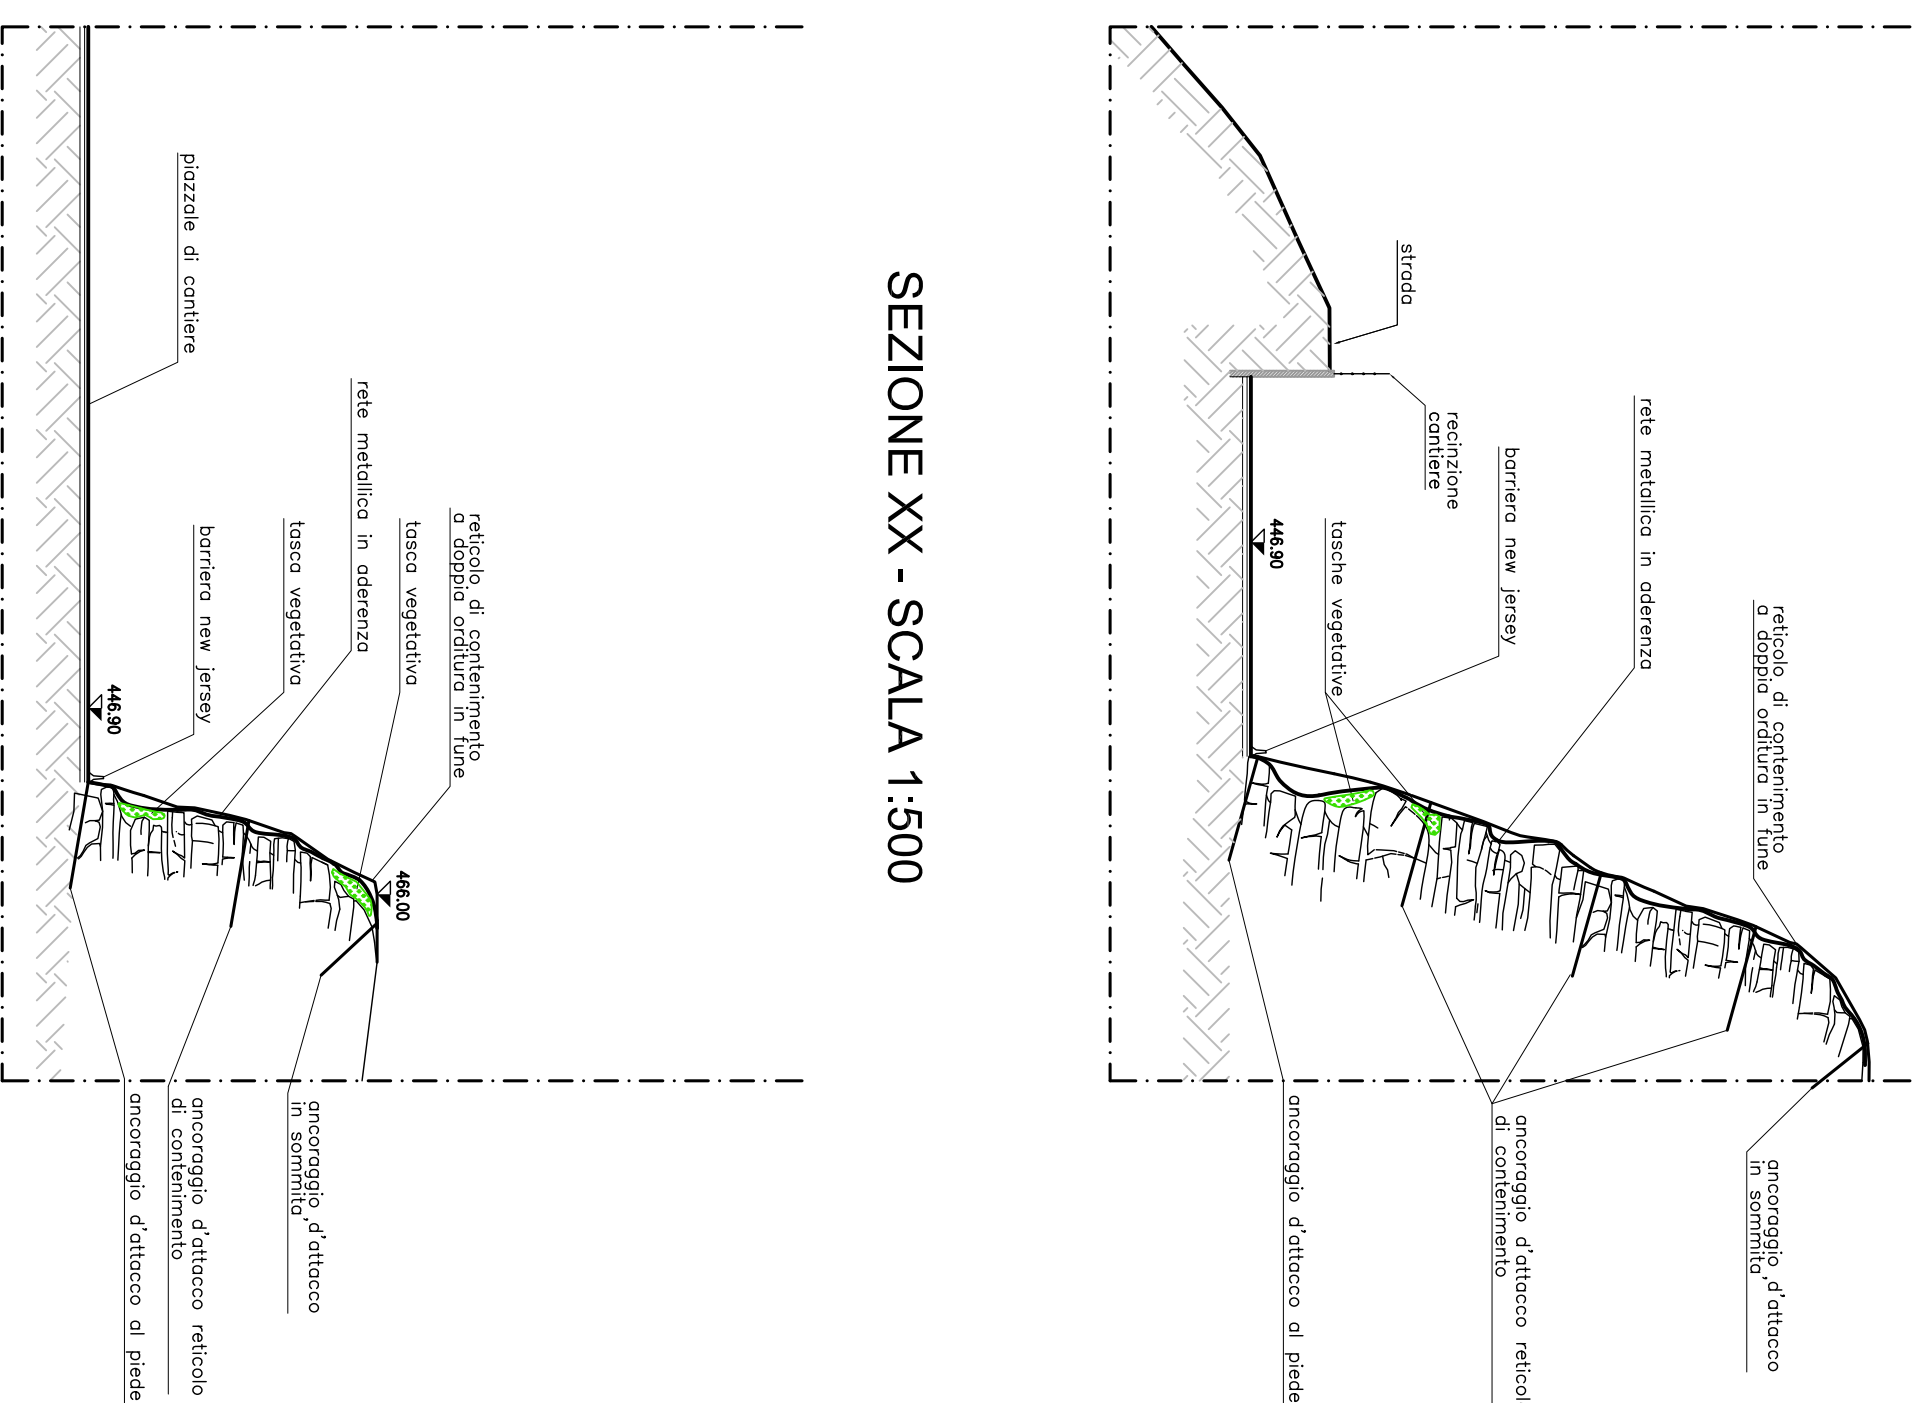 strada
recinzione
cantiere
446.90
barriera new jersey
tasche vegetative
rete metallica in aderenza
reticolo di contenimento
a doppia orditura in fune
ancoraggio d'attacco al piede
ancoraggio d'attacco reticol
di contenimento
ancoraggio d'attacco
in sommita'
SEZIONE XX - SCALA 1:500
piazzale di cantiere
rete metallica in aderenza
reticolo di contenimento
a doppia orditura in fune
tasca vegetativa
tasca vegetativa
barriera new jersey
446.90
466.00
ancoraggio d'attacco
in sommita'
ancoraggio d'attacco reticolo
di contenimento
ancoraggio d'attacco al piede